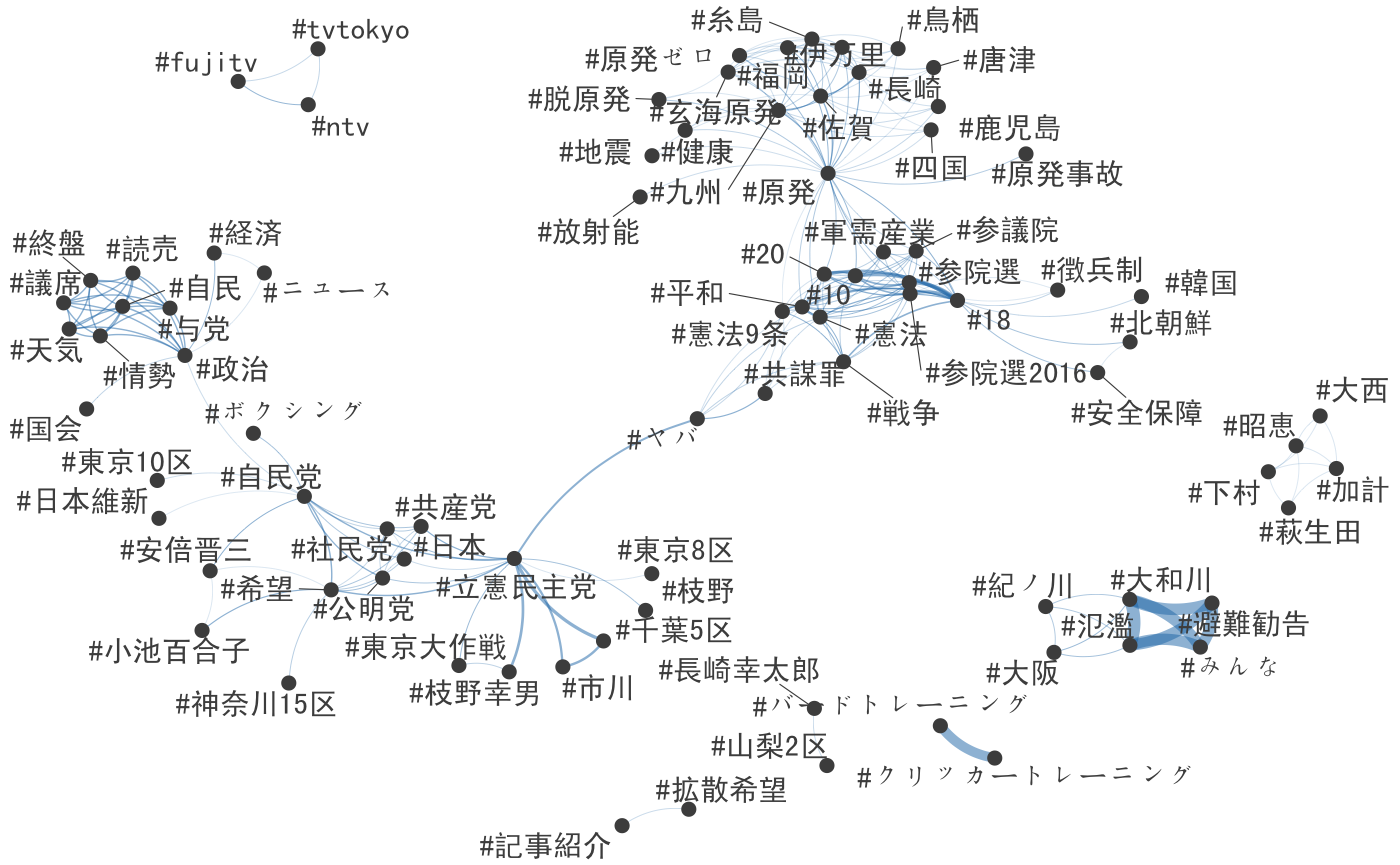 #tvtokyo
#fujitv
#ntv
#糸島
#鳥栖
#原発ゼロ
#伊万里
#唐津
#福岡
#長崎
#脱原発
#玄海原発
#佐賀
#鹿児島
#地震
#健康
#四国
#原発事故
#九州
#原発
#放射能
#終盤
#読売
#経済
#議席
#自民
#ニュース
#与党
#天気
#情勢
#政治
#国会
#軍需産業
#参議院
#20
#参院選
#徴兵制
#韓国
#平和
#10
#18
#北朝鮮
#憲法9条
#憲法
#共謀罪
#参院選2016
#戦争
#安全保障
#ヤバ
#大西
#昭恵
#下村
#加計
#萩生田
#ボクシング
#東京10区
#自民党
#日本維新
#共産党
#安倍晋三
#社民党
#日本
#希望
#公明党
#立憲民主党
#東京8区
#枝野
#千葉5区
#小池百合子
#東京大作戦
#神奈川15区
#枝野幸男
#市川
#紀ノ川
#大和川
#氾濫
#避難勧告
#大阪
#みんな
#長崎幸太郎
#バードトレーニング
#山梨2区
#クリッカートレーニング
#拡散希望
#記事紹介